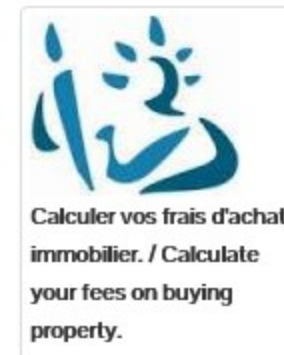 Calculer vos frais d'achat
immobilier. / Calculate
your fees on buying
property.